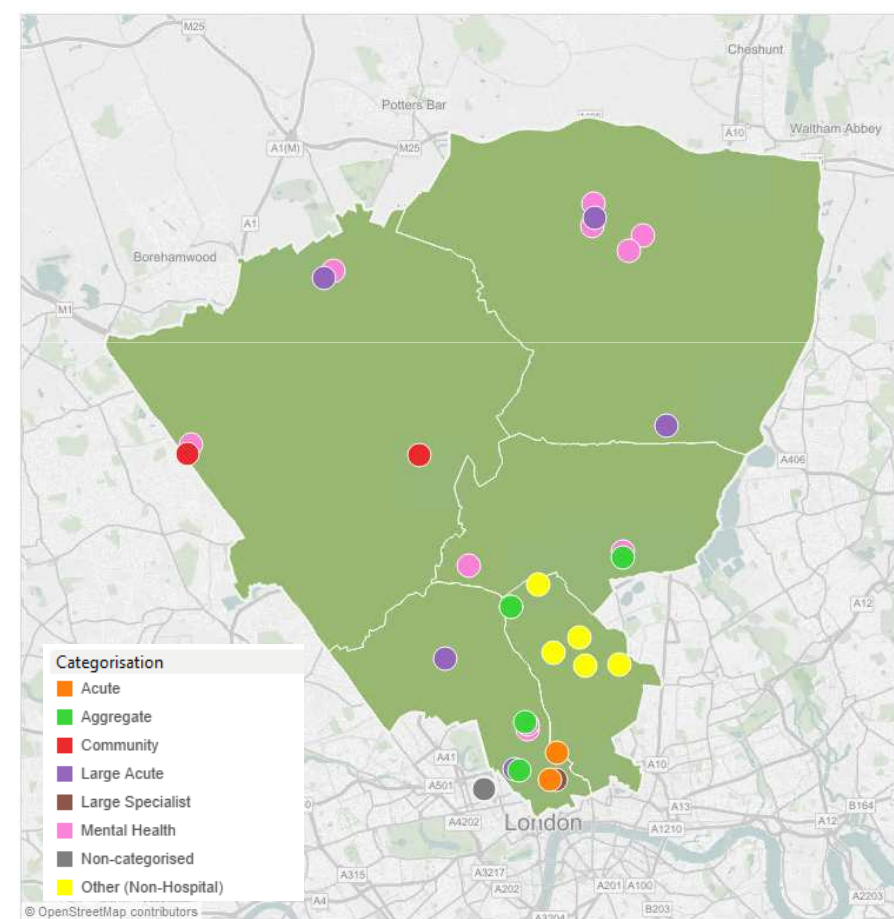 M25
Cheshunt
Potters Bar
A10
Waltham Abbey
A1(M)
M25
A1
Borehamwood
M1
A406
A12
Categorisation
Acute
Aggregate
Community
Large Acute
Large Specialist
Mental Health
Non-categorised
Other (Non-Hospital)
A41
A501
A10
A13
B164
A4202
London
A1210
A12
A315
A3217
A201
A100
A4
A202
B203
A2203
A3204
© OpenStreetMap contributors